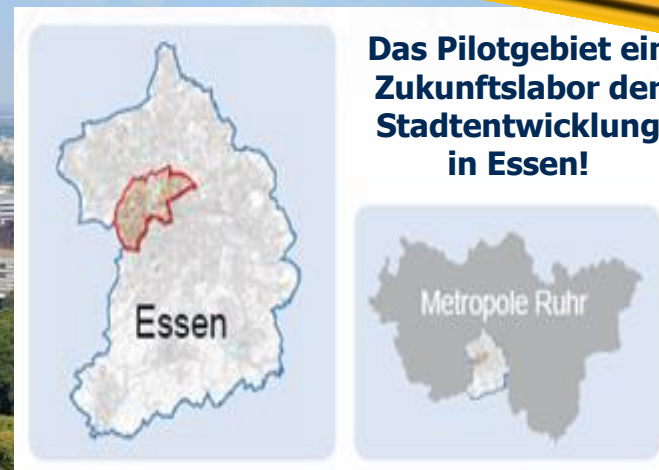 Das Pilotgebiet ein
Zukunftslabor der
Stadtentwicklung
in Essen!
Essen
Metropole Ruhr